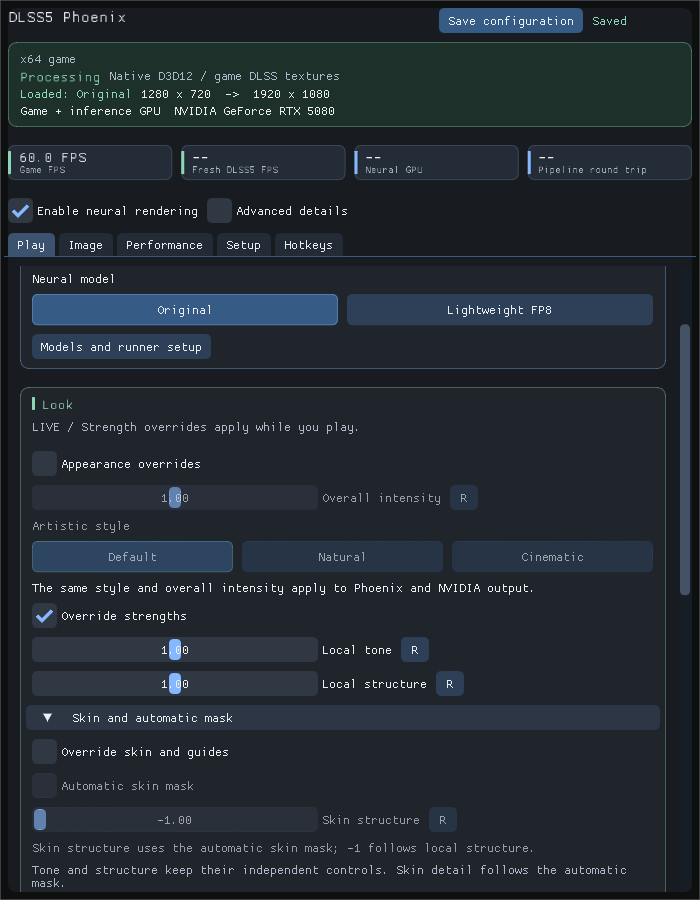 DLSS5 Phoenix
Save configuration Saved
x64 game
Processing Native D3D12 / game DLSS textures
Loaded: Original 1280 x 720 -> 1920 x 1080
Game + inference GPU NVIDIA GeForce RTX 5080
60.0 FPS
Game FPS
--
Fresh DLSS5 FPS
--
Neural GPU
--
Pipeline round trip
Enable neural rendering Advanced details
Play Image Performance Setup Hotkeys
Neural model
Original Lightweight FP8
Models and runner setup
Look
LIVE / Strength overrides apply while you play.
Appearance overrides
1.00 Overall intensity R
Artistic style
Default Natural Cinematic
The same style and overall intensity apply to Phoenix and NVIDIA output.
Override strengths
1.00 Local tone R
1.00 Local structure R
▼ Skin and automatic mask
Override skin and guides
Automatic skin mask
-1.00 Skin structure R
Skin structure uses the automatic skin mask; -1 follows local structure.
Tone and structure keep their independent controls. Skin detail follows the automatic
mask.